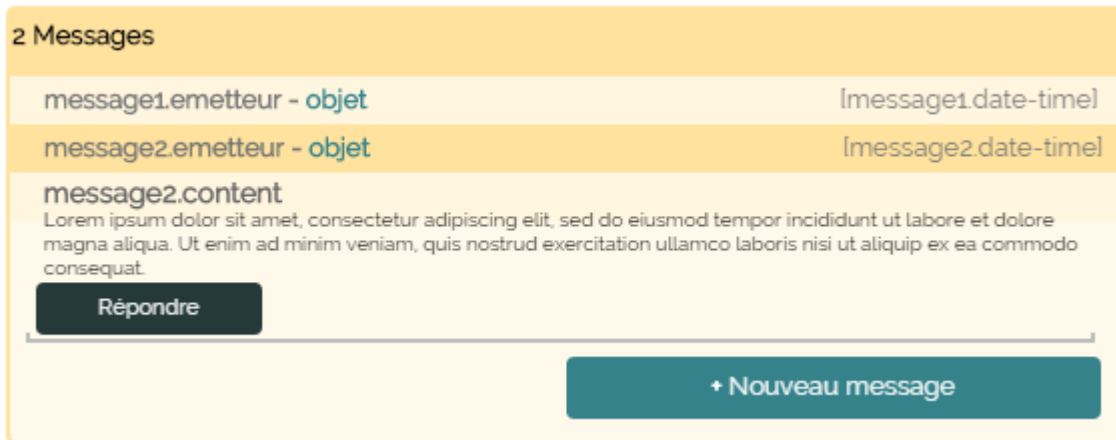 2 Messages
message1.emetteur - objet [message1.date-time]
message2.emetteur - objet [message2.date-time]
message2.content
Lorem ipsum dolor sit amet, consectetur adipiscing elit, sed do eiusmod tempor incididunt ut labore et dolore
magna aliqua. Ut enim ad minim veniam, quis nostrud exercitation ullamco laboris nisi ut aliquip ex ea commodo
consequat.
Répondre
+ Nouveau message